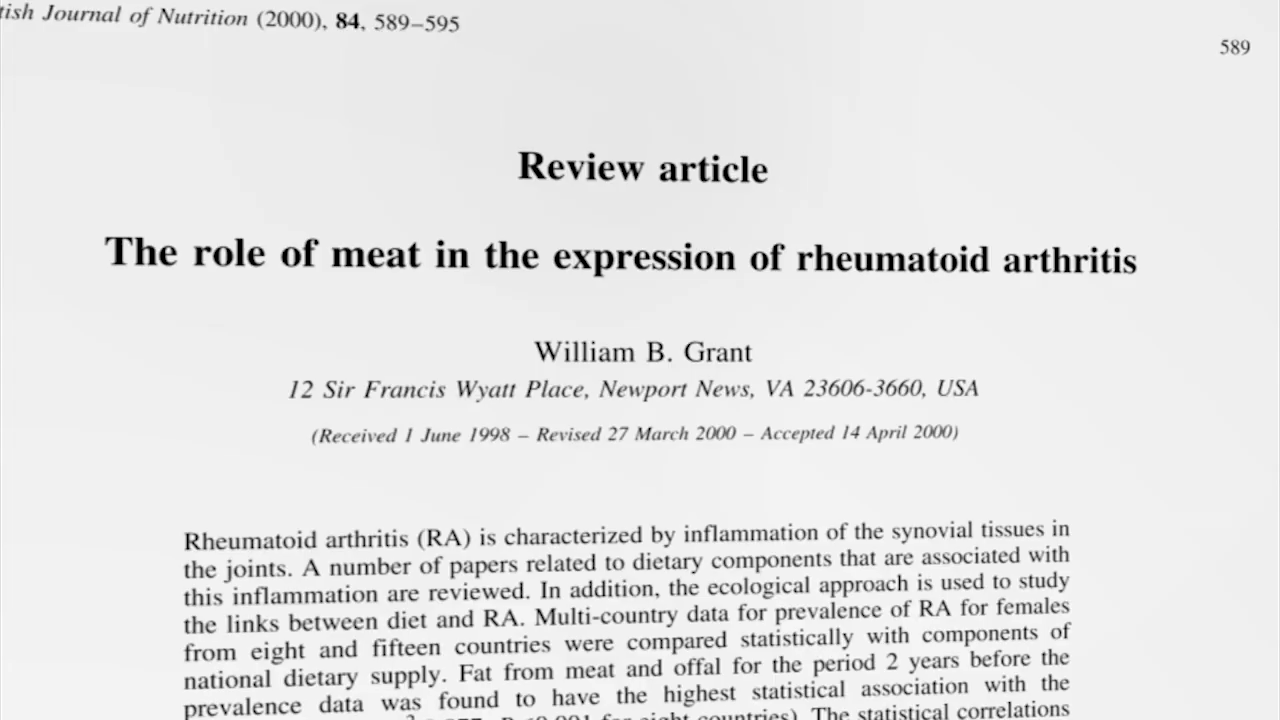 tish Journal of Nutrition (2000), 84, 589–595
589
Review article
The role of meat in the expression of rheumatoid arthritis
William B. Grant
12 Sir Francis Wyatt Place, Newport News, VA 23606-3660, USA
(Received 1 June 1998 – Revised 27 March 2000 – Accepted 14 April 2000)
Rheumatoid arthritis (RA) is characterized by inflammation of the synovial tissues in
the joints. A number of papers related to dietary components that are associated with
this inflammation are reviewed. In addition, the ecological approach is used to study
the links between diet and RA. Multi-country data for prevalence of RA for females
from eight and fifteen countries were compared statistically with components of
national dietary supply. Fat from meat and offal for the period 2 years before the
prevalence data was found to have the highest statistical association with the
eight countries). The statistical correlations